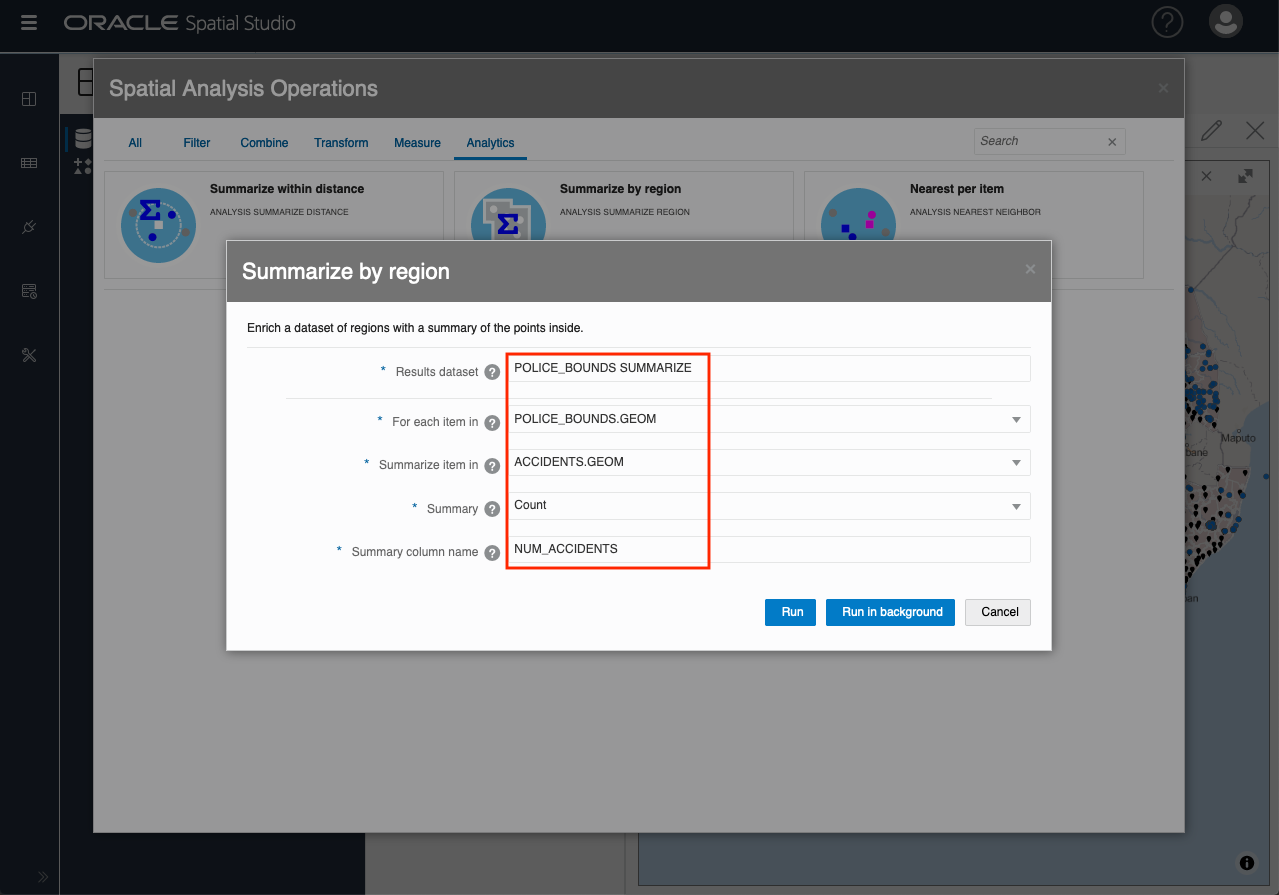 ORACLE Spatial Studio
?
Spatial Analysis Operations
All Filter Combine Transform Measure Analytics
Search
Summarize within distance
ANALYSIS SUMMARIZE DISTANCE
Summarize by region
ANALYSIS SUMMARIZE REGION
Nearest per item
ANALYSIS NEAREST NEIGHBOR
Summarize by region
Enrich a dataset of regions with a summary of the points inside.
* Results dataset ? POLICE_BOUNDS SUMMARIZE
* For each item in ? POLICE_BOUNDS.GEOM
* Summarize item in ? ACCIDENTS.GEOM
* Summary ? Count
* Summary column name ? NUM_ACCIDENTS
Run Run in background Cancel
Maputo
bane
an